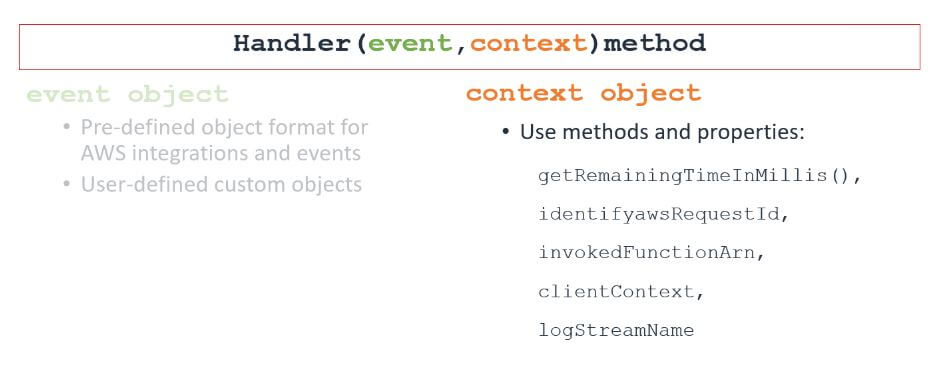 Handler(event,context)method
event object
• Pre-defined object format for
AWS integrations and events
• User-defined custom objects
context object
• Use methods and properties:
getRemainingTimeInMillis(),
identifyawsRequestId,
invokedFunctionArn,
clientContext,
logStreamName